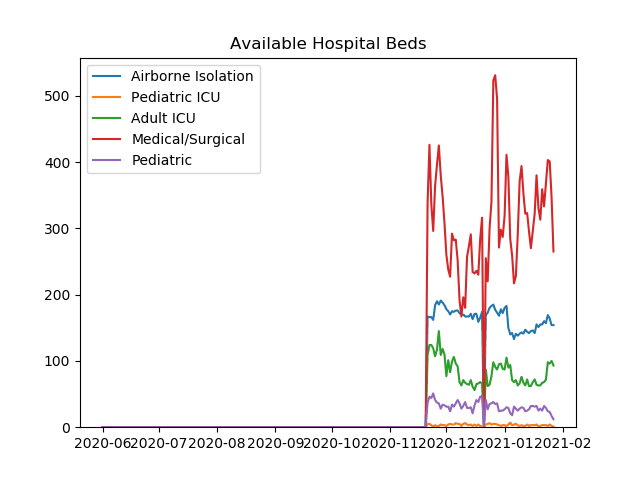 Available Hospital Beds
Airborne Isolation
Pediatric ICU
Adult ICU
Medical/Surgical
Pediatric
500
400
300
200
100
0
2020-06 2020-07 2020-08 2020-09 2020-10 2020-11 2020-12 2021-01 2021-02